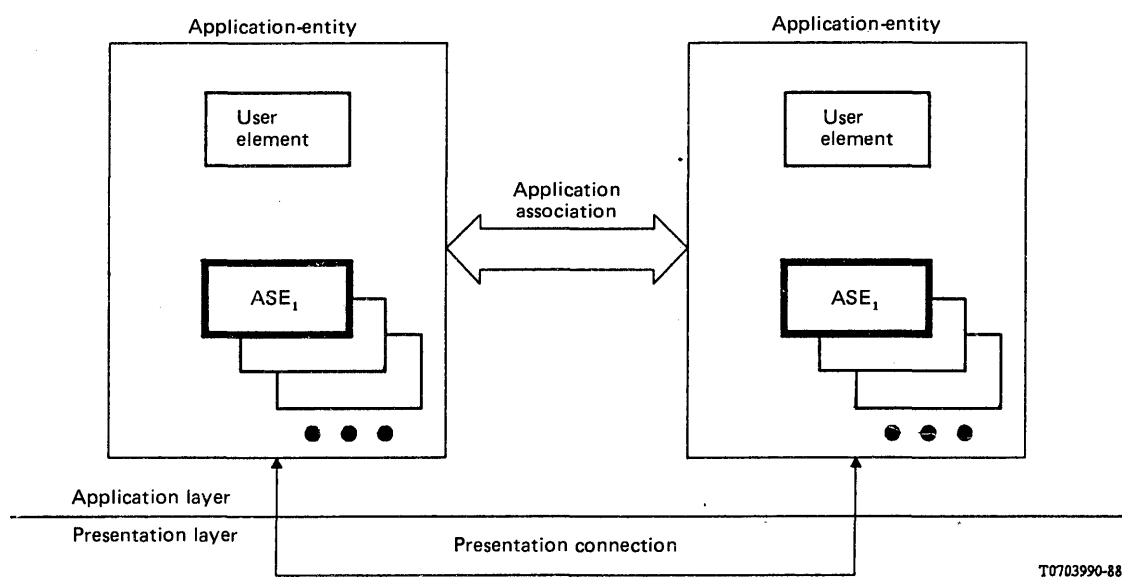 Application-entity
Application-entity
User
element
User
element
Application
association
ASE₁
ASE₁
Application layer
Presentation layer
Presentation connection
T0703990-88